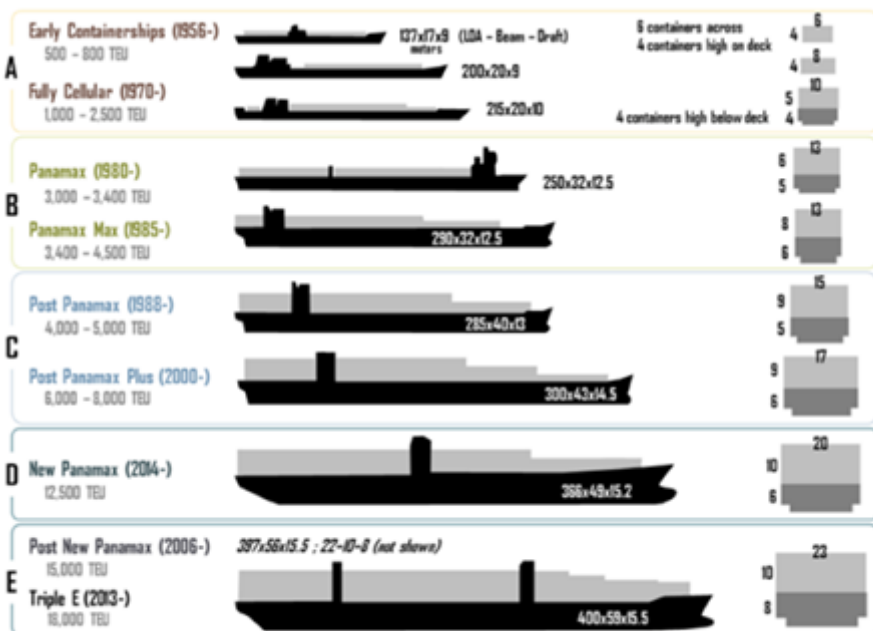 A
Early Containerships (1956-)
500 – 800 TEU
137x17x9 (LOA – Beam – Draft)
meters
200x20x9
6 containers across
4 containers high on deck
6
4
8
4
Fully Cellular (1970-)
1,000 – 2,500 TEU
215x20x10
4 containers high below deck
10
5
4
B
Panamax (1980-)
3,000 – 3,400 TEU
250x32x12.5
13
6
5
Panamax Max (1985-)
3,400 – 4,500 TEU
290x32x12.5
13
8
6
C
Post Panamax (1988-)
4,000 – 5,000 TEU
285x40x13
15
9
5
Post Panamax Plus (2000-)
6,000 – 8,000 TEU
300x43x14.5
17
9
6
D
New Panamax (2014-)
12,500 TEU
366x49x15.2
20
10
6
E
Post New Panamax (2006-)
15,000 TEU
397x56x15.5 ; 22–10–8 (not shown)
Triple E (2013-)
18,000 TEU
400x59x15.5
23
10
8